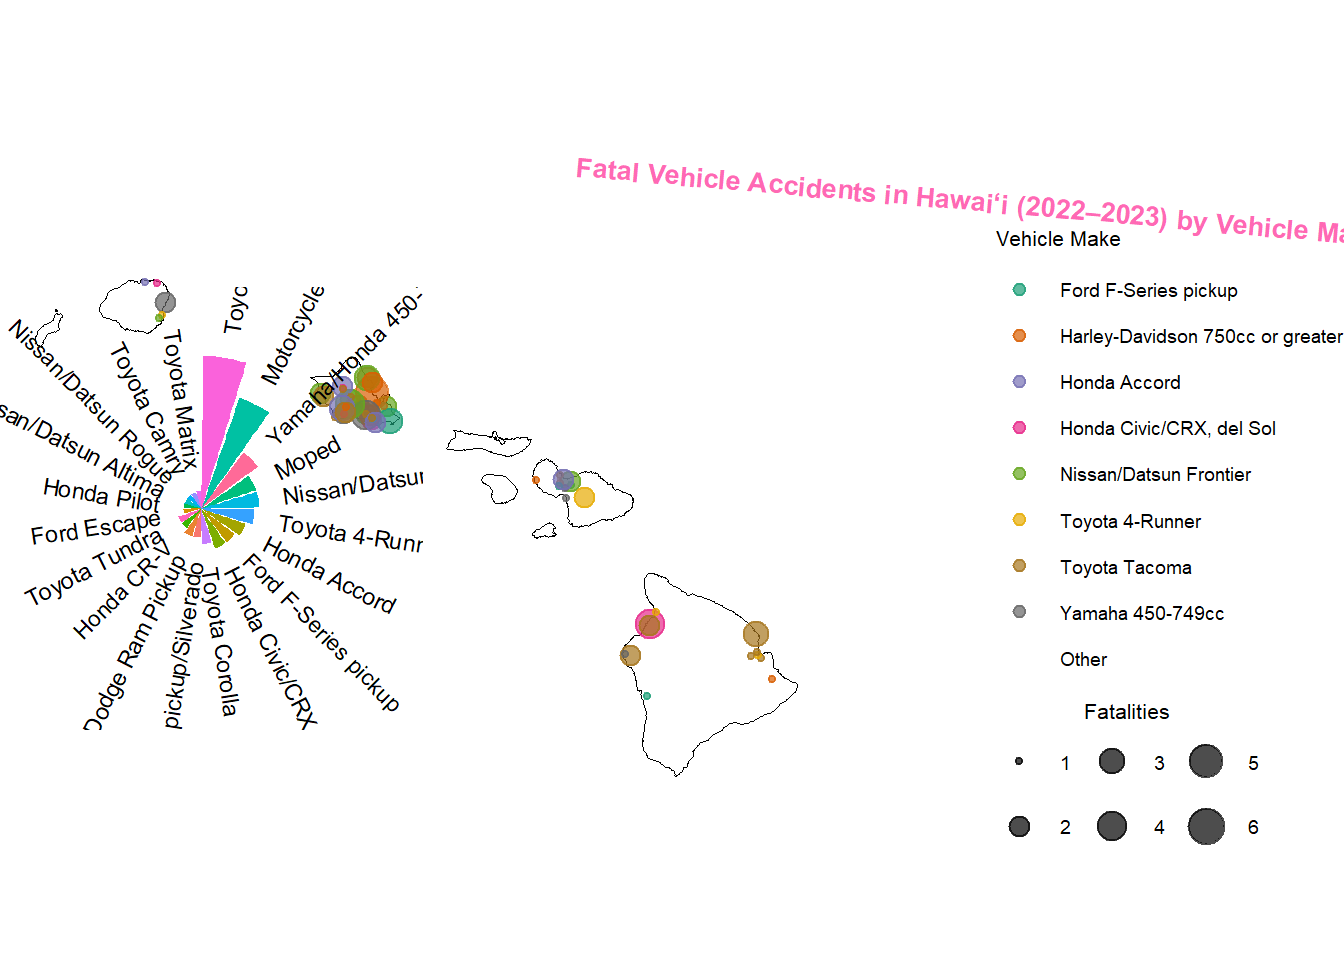 Fatal Vehicle Accidents in Hawaiʻi (2022–2023) by Vehicle Ma
Vehicle Make
Ford F-Series pickup
Harley-Davidson 750cc or greater
Honda Accord
Honda Civic/CRX, del Sol
Nissan/Datsun Frontier
Toyota 4-Runner
Toyota Tacoma
Yamaha 450-749cc
Other
Fatalities
1 3 5
2 4 6
Toyo
Motorcycle
Yamaha/Honda 450-
Moped
Nissan/Datsun
Toyota 4-Runn
Honda Accord
Ford F-Series pickup
Honda Civic/CRX
Toyota Corolla
pickup/Silverado
Dodge Ram Pickup
Honda CR-V
Toyota Tundra
Ford Escape
Honda Pilot
san/Datsun Altima
Nissan/Datsun Rogue
Toyota Camry
Toyota Matrix